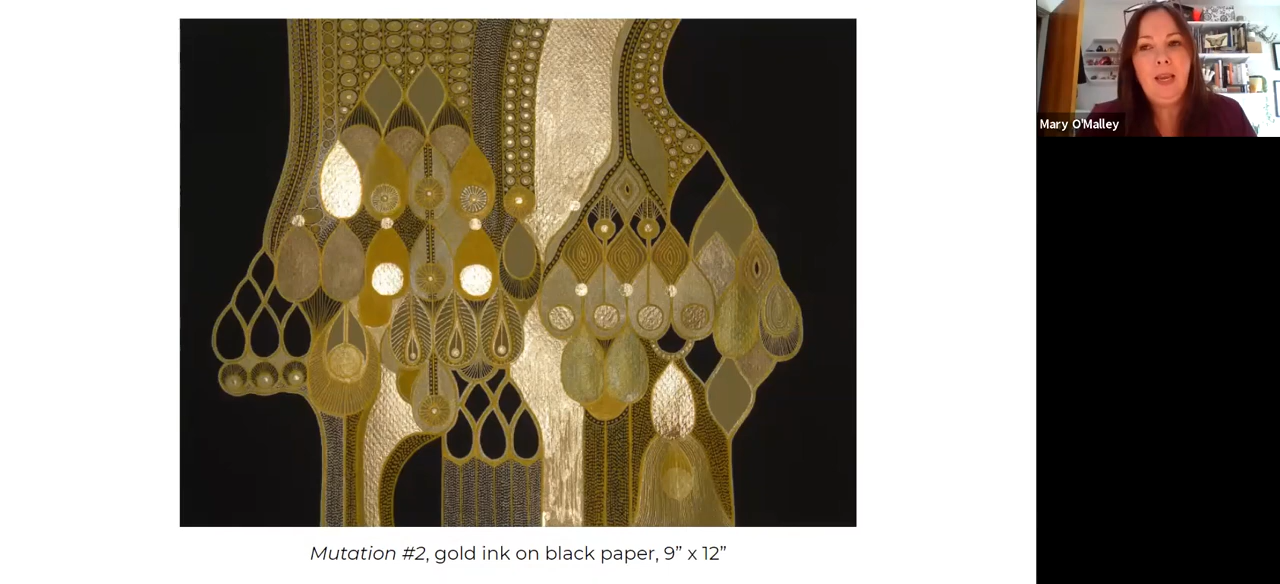 Mary O'Malley
Mutation #2, gold ink on black paper, 9” x 12”